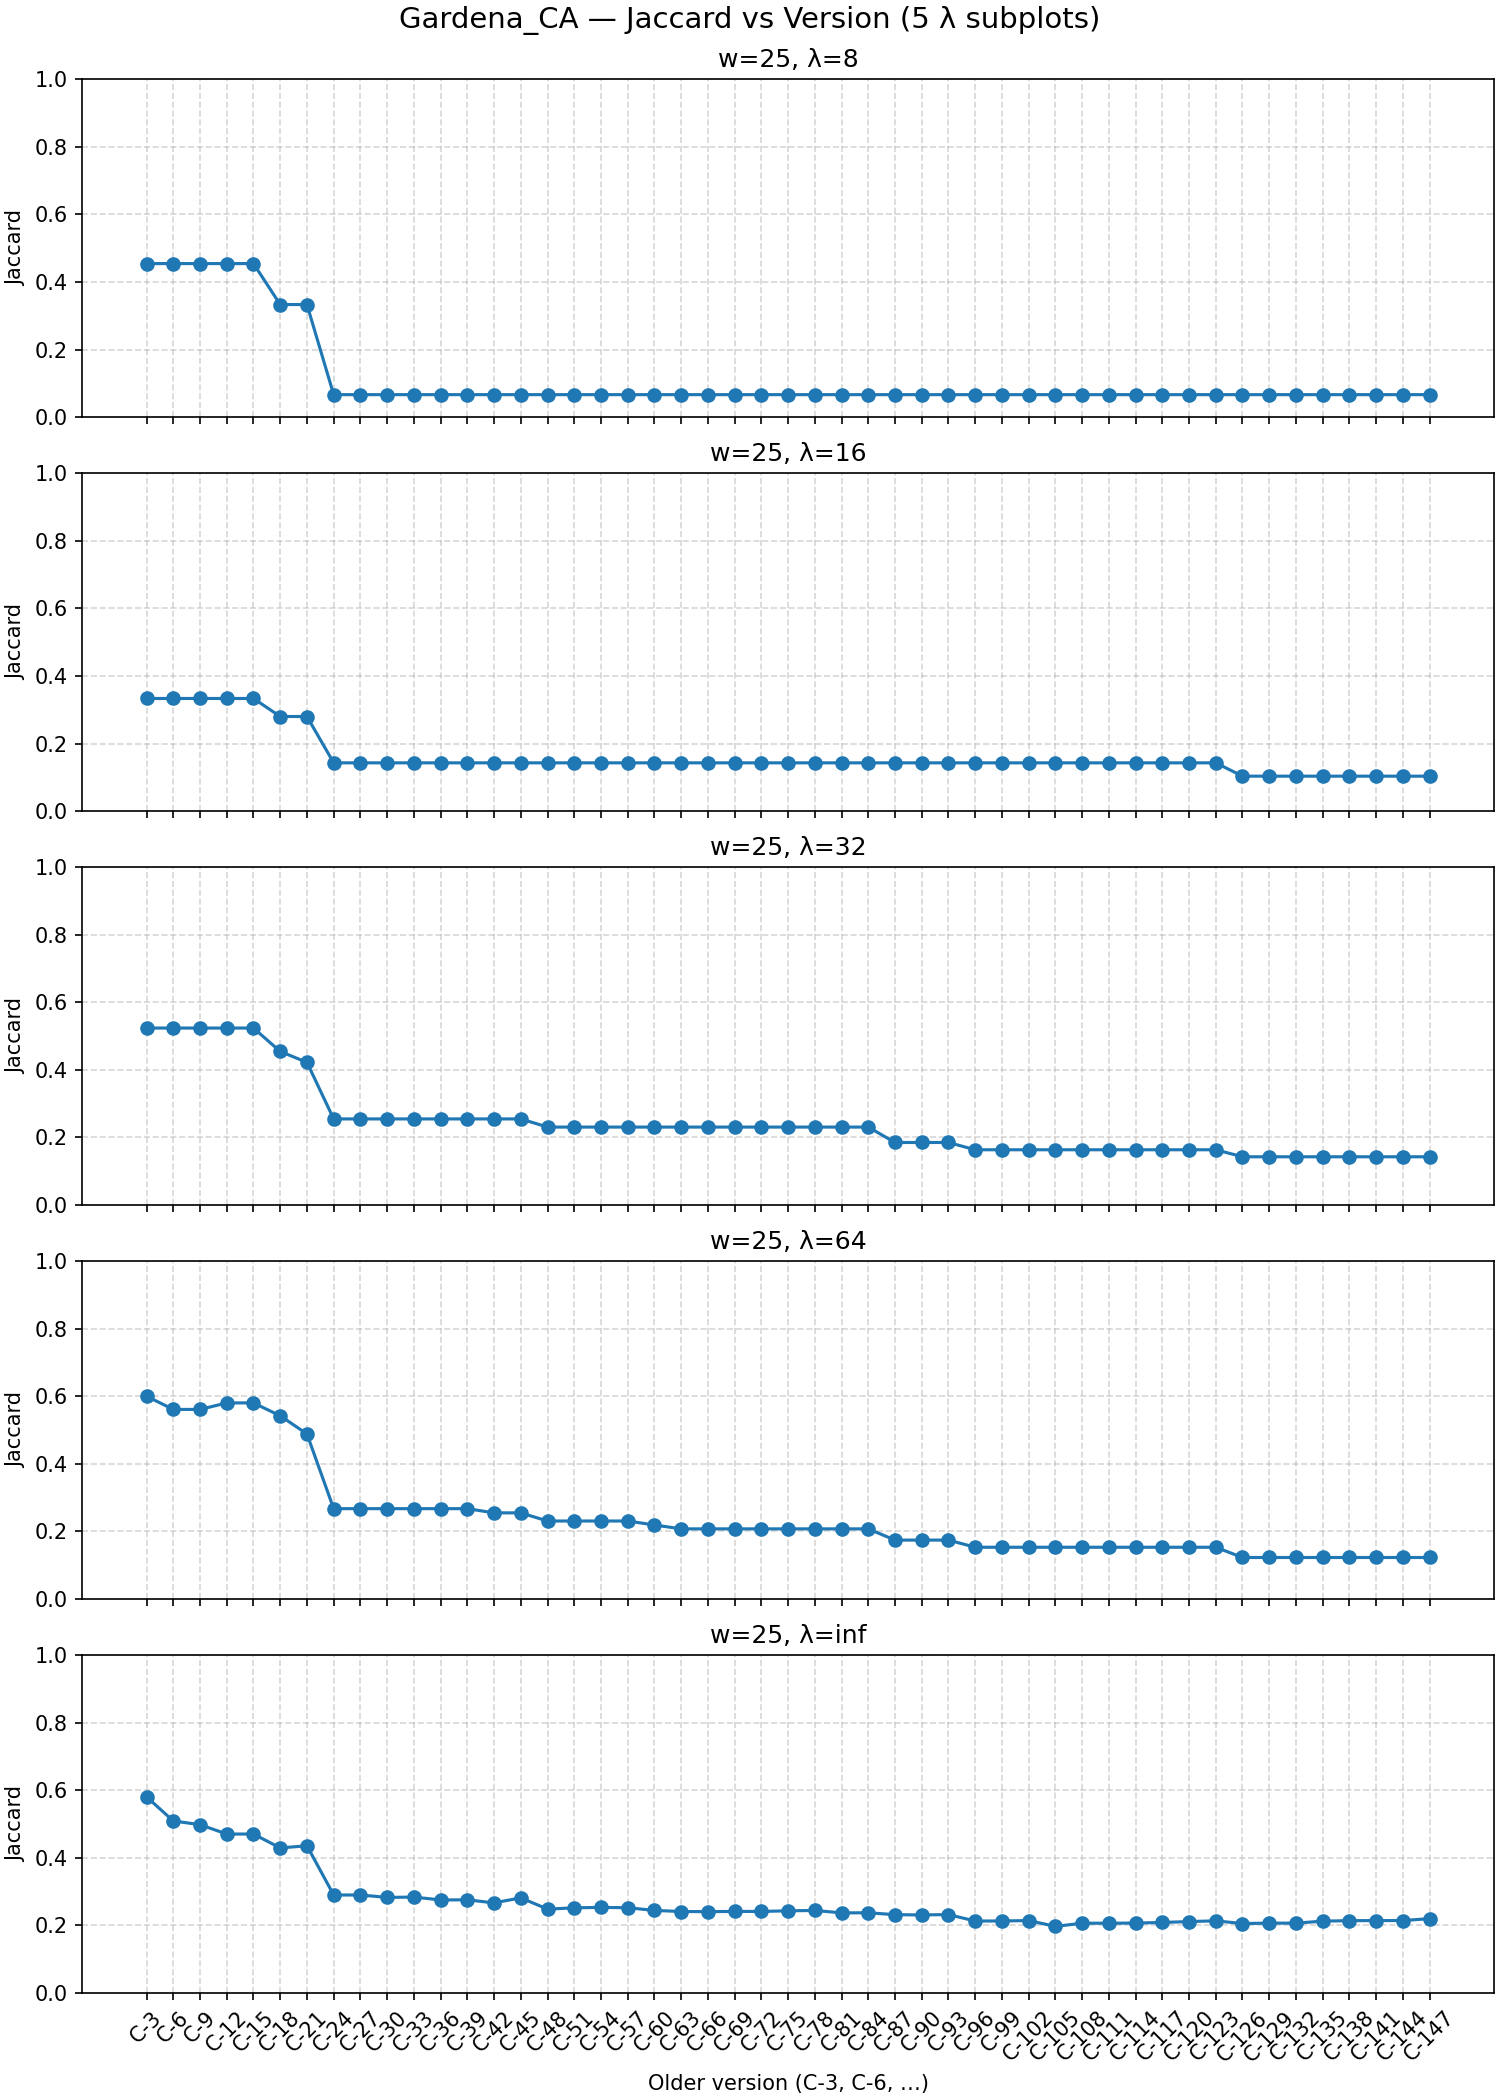 Gardena_CA — Jaccard vs Version (5 λ subplots)
w=25, λ=8
1.0
0.8
0.6
0.4
0.2
0.0
Jaccard
w=25, λ=16
1.0
0.8
0.6
0.4
0.2
0.0
Jaccard
w=25, λ=32
1.0
0.8
0.6
0.4
0.2
0.0
Jaccard
w=25, λ=64
1.0
0.8
0.6
0.4
0.2
0.0
Jaccard
w=25, λ=inf
1.0
0.8
0.6
0.4
0.2
0.0
Jaccard
C-3 C-6 C-9 C-12 C-15 C-18 C-21 C-24 C-27 C-30 C-33 C-36 C-39 C-42 C-45 C-48 C-51 C-54 C-57 C-60 C-63 C-66 C-69 C-72 C-75 C-78 C-81 C-84 C-87 C-90 C-93 C-96 C-99 C-102 C-105 C-108 C-111 C-114 C-117 C-120 C-123 C-126 C-129 C-132 C-135 C-138 C-141 C-144 C-147
Older version (C-3, C-6, ...)